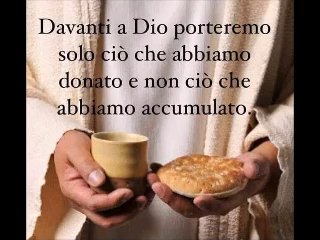 Davanti a Dio porteremo
solo ciò che abbiamo
donato e non ciò che
abbiamo accumulato.